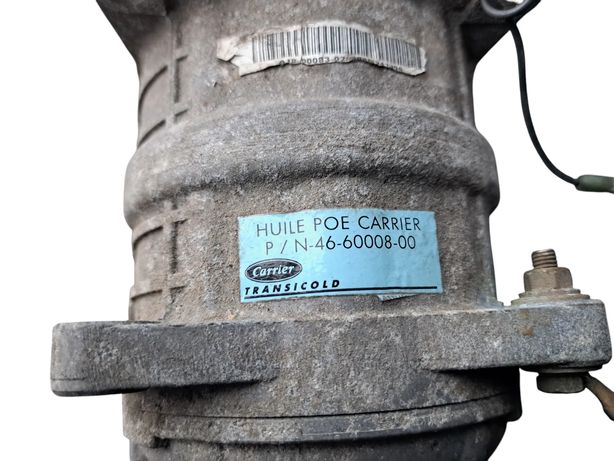 HUILE POE CARRIER
P / N-46-60008-00
Carrier
TRANSICOLD